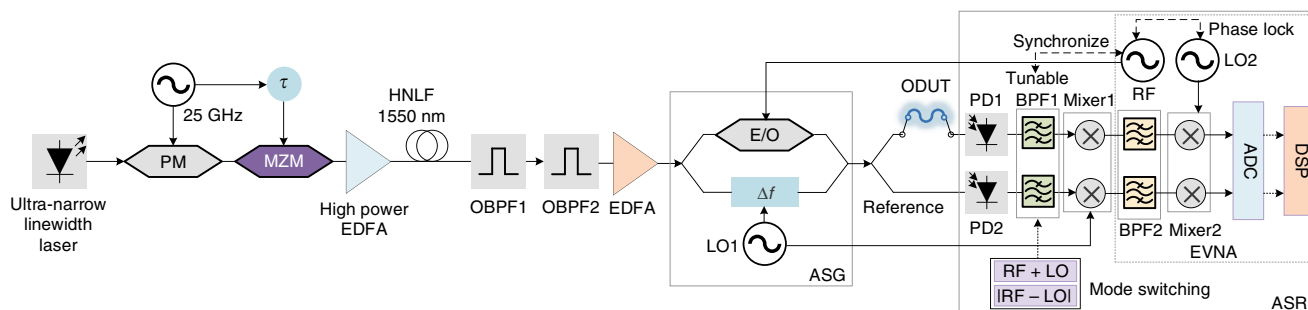 Ultra-narrow
linewidth
laser
25 GHz
τ
PM
MZM
High power
EDFA
HNLF
1550 nm
OBPF1
OBPF2
EDFA
E/O
Δf
LO1
ASG
ODUT
Reference
PD1
PD2
Synchronize
Tunable
BPF1
Mixer1
RF + LO
|RF – LO|
Mode switching
Phase lock
RF
LO2
BPF2
Mixer2
EVNA
ADC
DSP
ASR